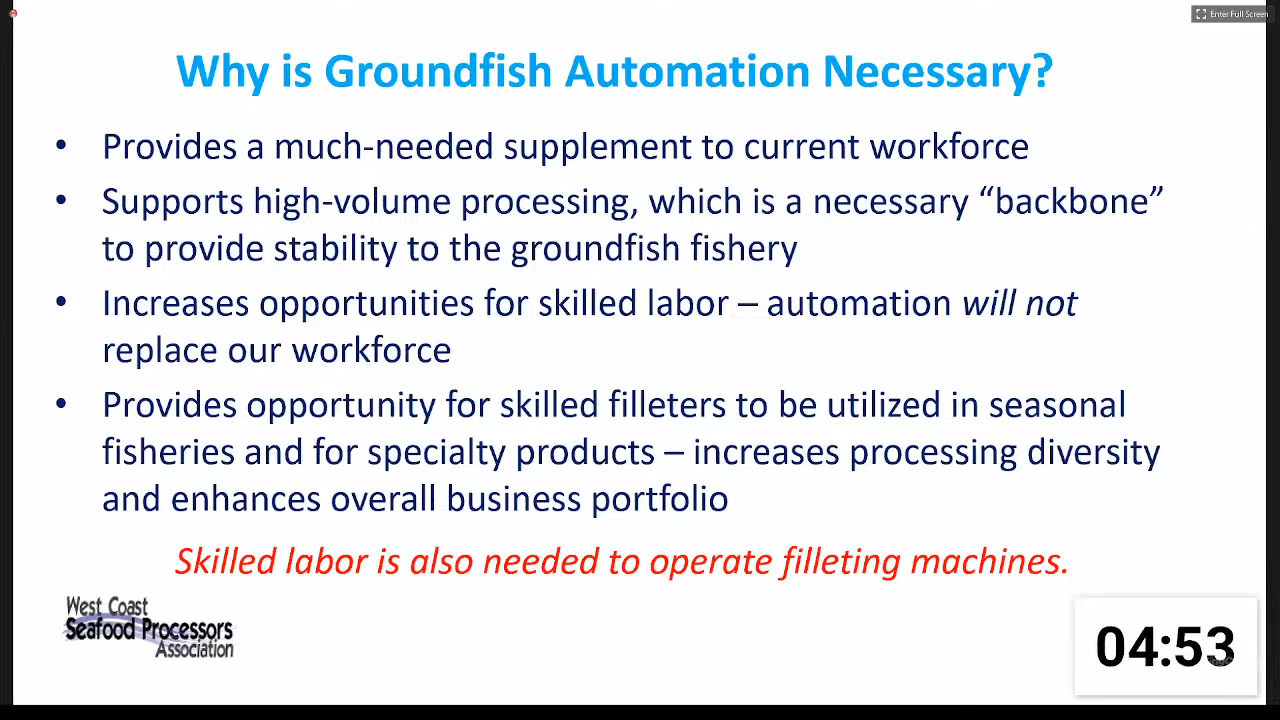 Enter Full Screen
Why is Groundfish Automation Necessary?
• Provides a much-needed supplement to current workforce
• Supports high-volume processing, which is a necessary “backbone”
to provide stability to the groundfish fishery
• Increases opportunities for skilled labor – automation will not
replace our workforce
• Provides opportunity for skilled filleters to be utilized in seasonal
fisheries and for specialty products – increases processing diversity
and enhances overall business portfolio
Skilled labor is also needed to operate filleting machines.
West Coast
Seafood Processors
Association
04:53